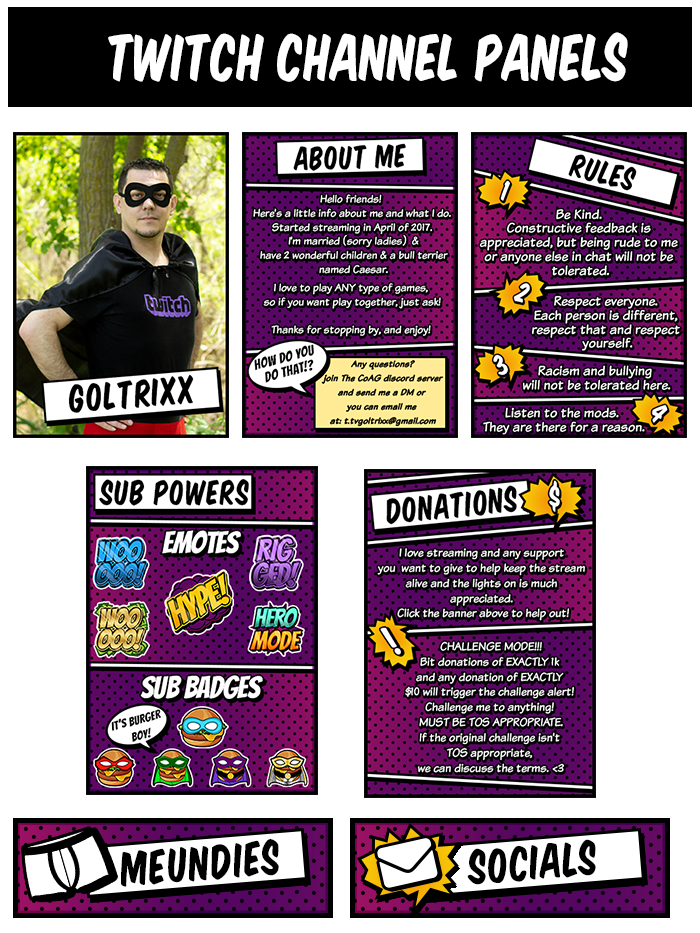 TWITCH CHANNEL PANELS
twitch
GOLTRIXX
ABOUT ME
Hello friends!
Here's a little info about me and what I do.
Started streaming in April of 2017.
I'm married (sorry ladies) &
have 2 wonderful children & a bull terrier
named Caesar.
I love to play ANY type of games,
so if you want play together, just ask!
Thanks for stopping by, and enjoy!
HOW DO YOU
DO THAT!?
Any questions?
join The CoAG discord server
and send me a DM or
you can email me
at: t.tvgoltrixx@gmail.com
RULES
1
Be Kind.
Constructive feedback is
appreciated, but being rude to me
or anyone else in chat will not be
tolerated.
2
Respect everyone.
Each person is different,
respect that and respect
yourself.
3
Racism and bullying
will not be tolerated here.
Listen to the mods.
They are there for a reason.
4
SUB POWERS
EMOTES
WOO
OOO!
RIG
GED!
HYPE!
WOO
OOO!
HERO
MODE
SUB BADGES
IT'S BURGER
BOY!
DONATIONS
$
I love streaming and any support
you want to give to help keep the stream
alive and the lights on is much
appreciated.
Click the banner above to help out!
!
CHALLENGE MODE!!!
Bit donations of EXACTLY 1k
and any donation of EXACTLY
$10 will trigger the challenge alert!
Challenge me to anything!
MUST BE TOS APPROPRIATE.
If the original challenge isn't
TOS appropriate,
we can discuss the terms. <3
MEUNDIES
SOCIALS